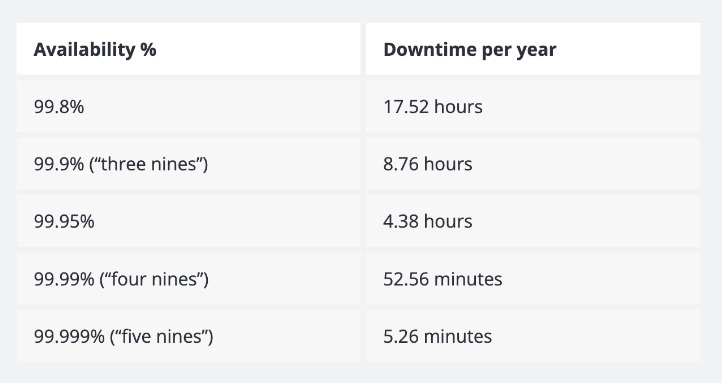 Availability % Downtime per year
99.8% 17.52 hours
99.9% (“three nines”) 8.76 hours
99.95% 4.38 hours
99.99% (“four nines”) 52.56 minutes
99.999% (“five nines”) 5.26 minutes